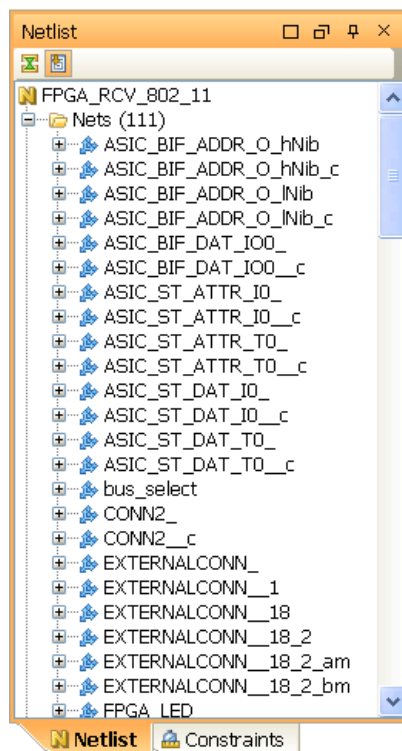 Netlist
FPGA_RCV_802_11
Nets (111)
ASIC_BIF_ADDR_O_hNib
ASIC_BIF_ADDR_O_hNib_c
ASIC_BIF_ADDR_O_lNib
ASIC_BIF_ADDR_O_lNib_c
ASIC_BIF_DAT_IO0_
ASIC_BIF_DAT_IO0__c
ASIC_ST_ATTR_I0_
ASIC_ST_ATTR_I0__c
ASIC_ST_ATTR_T0_
ASIC_ST_ATTR_T0__c
ASIC_ST_DAT_I0_
ASIC_ST_DAT_I0__c
ASIC_ST_DAT_T0_
ASIC_ST_DAT_T0__c
bus_select
CONN2_
CONN2__c
EXTERNALCONN_
EXTERNALCONN__1
EXTERNALCONN__18
EXTERNALCONN__18_2
EXTERNALCONN__18_2_am
EXTERNALCONN__18_2_bm
FPGA_LED
Netlist Constraints